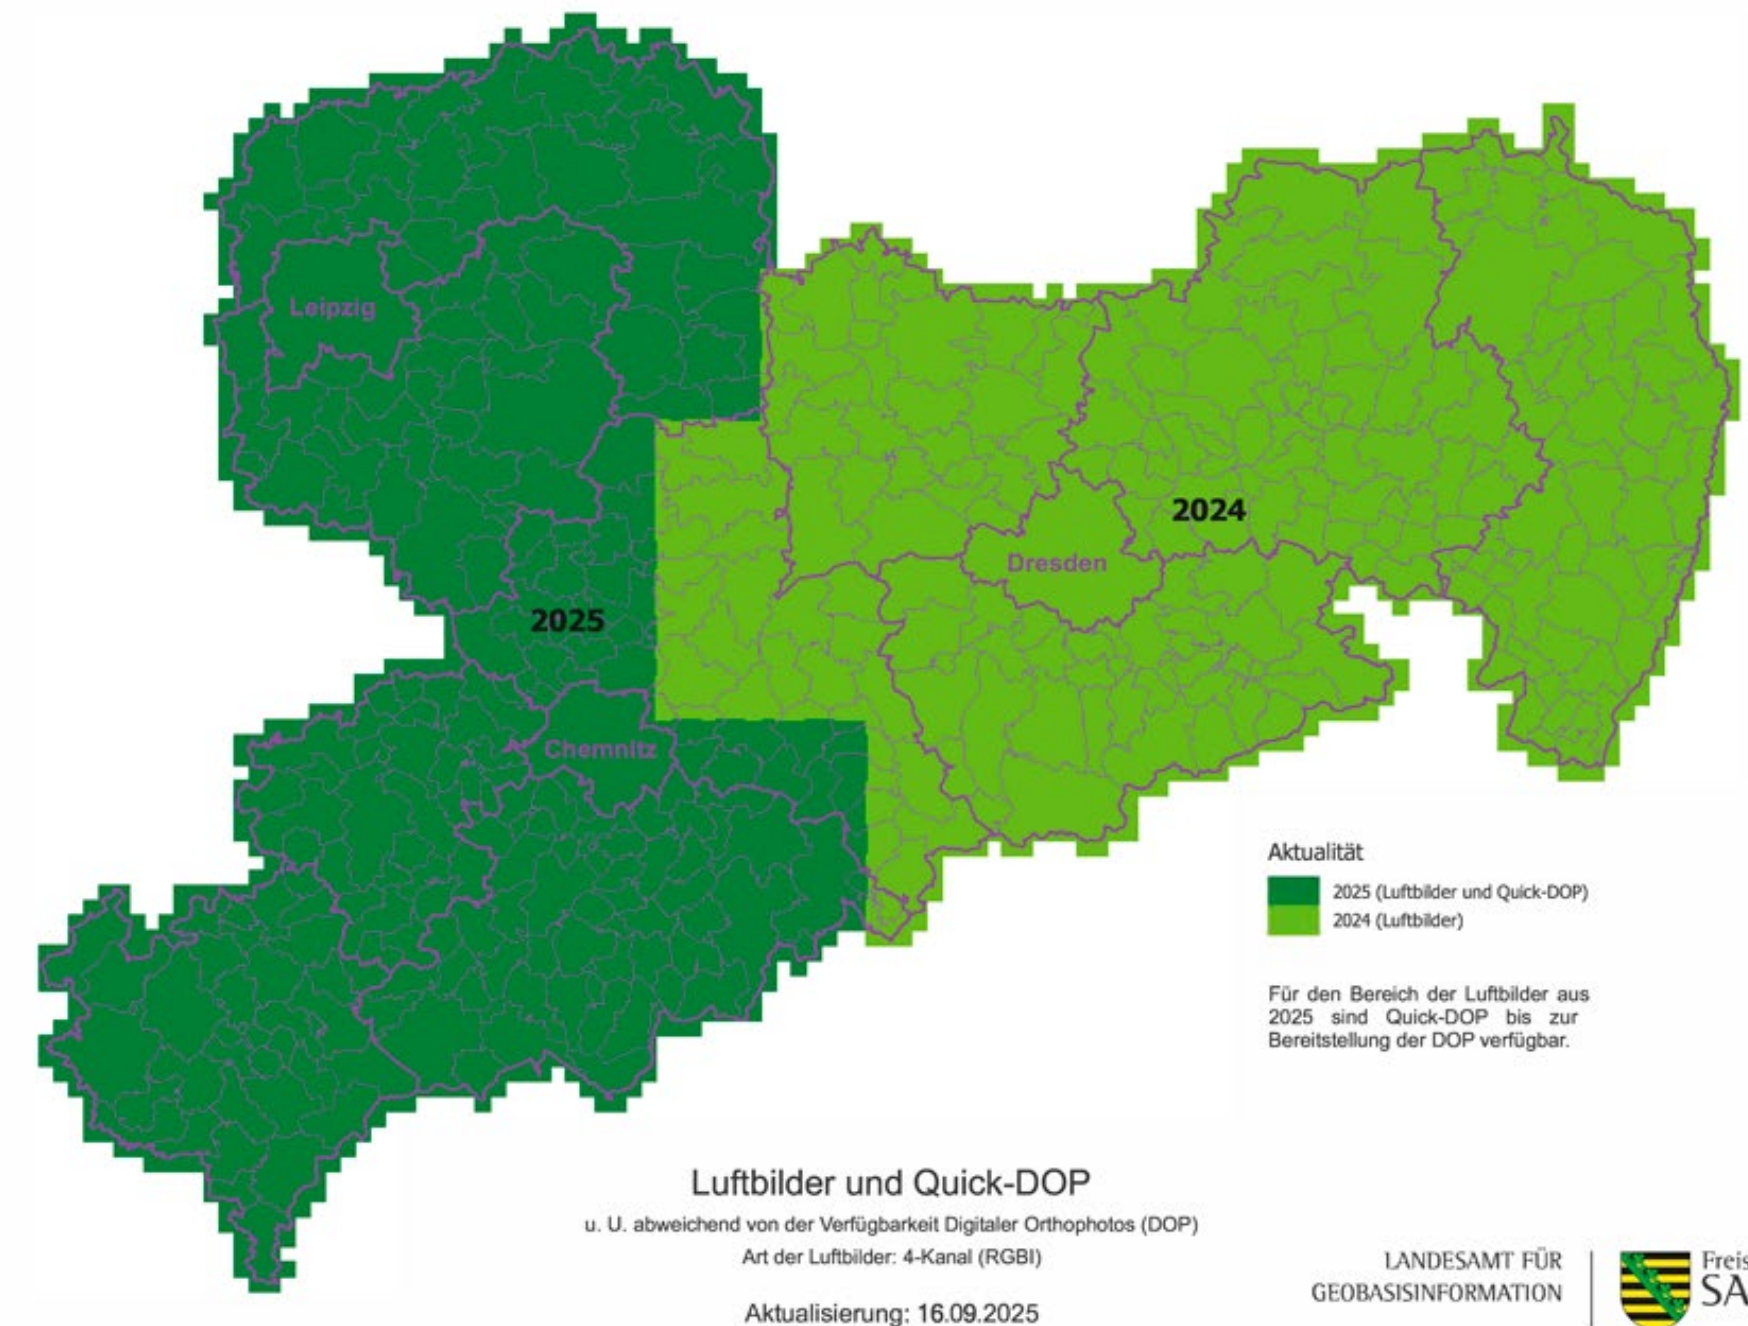 Leipzig
2024
Dresden
2025
Chemnitz
Aktualität
2025 (Luftbilder und Quick-DOP)
2024 (Luftbilder)
Für den Bereich der Luftbilder aus
2025 sind Quick-DOP bis zur
Bereitstellung der DOP verfügbar.
Luftbilder und Quick-DOP
u. U. abweichend von der Verfügbarkeit Digitaler Orthophotos (DOP)
Art der Luftbilder: 4-Kanal (RGBI)
Aktualisierung: 16.09.2025
LANDESAMT FÜR
GEOBASISINFORMATION
Freis
SA